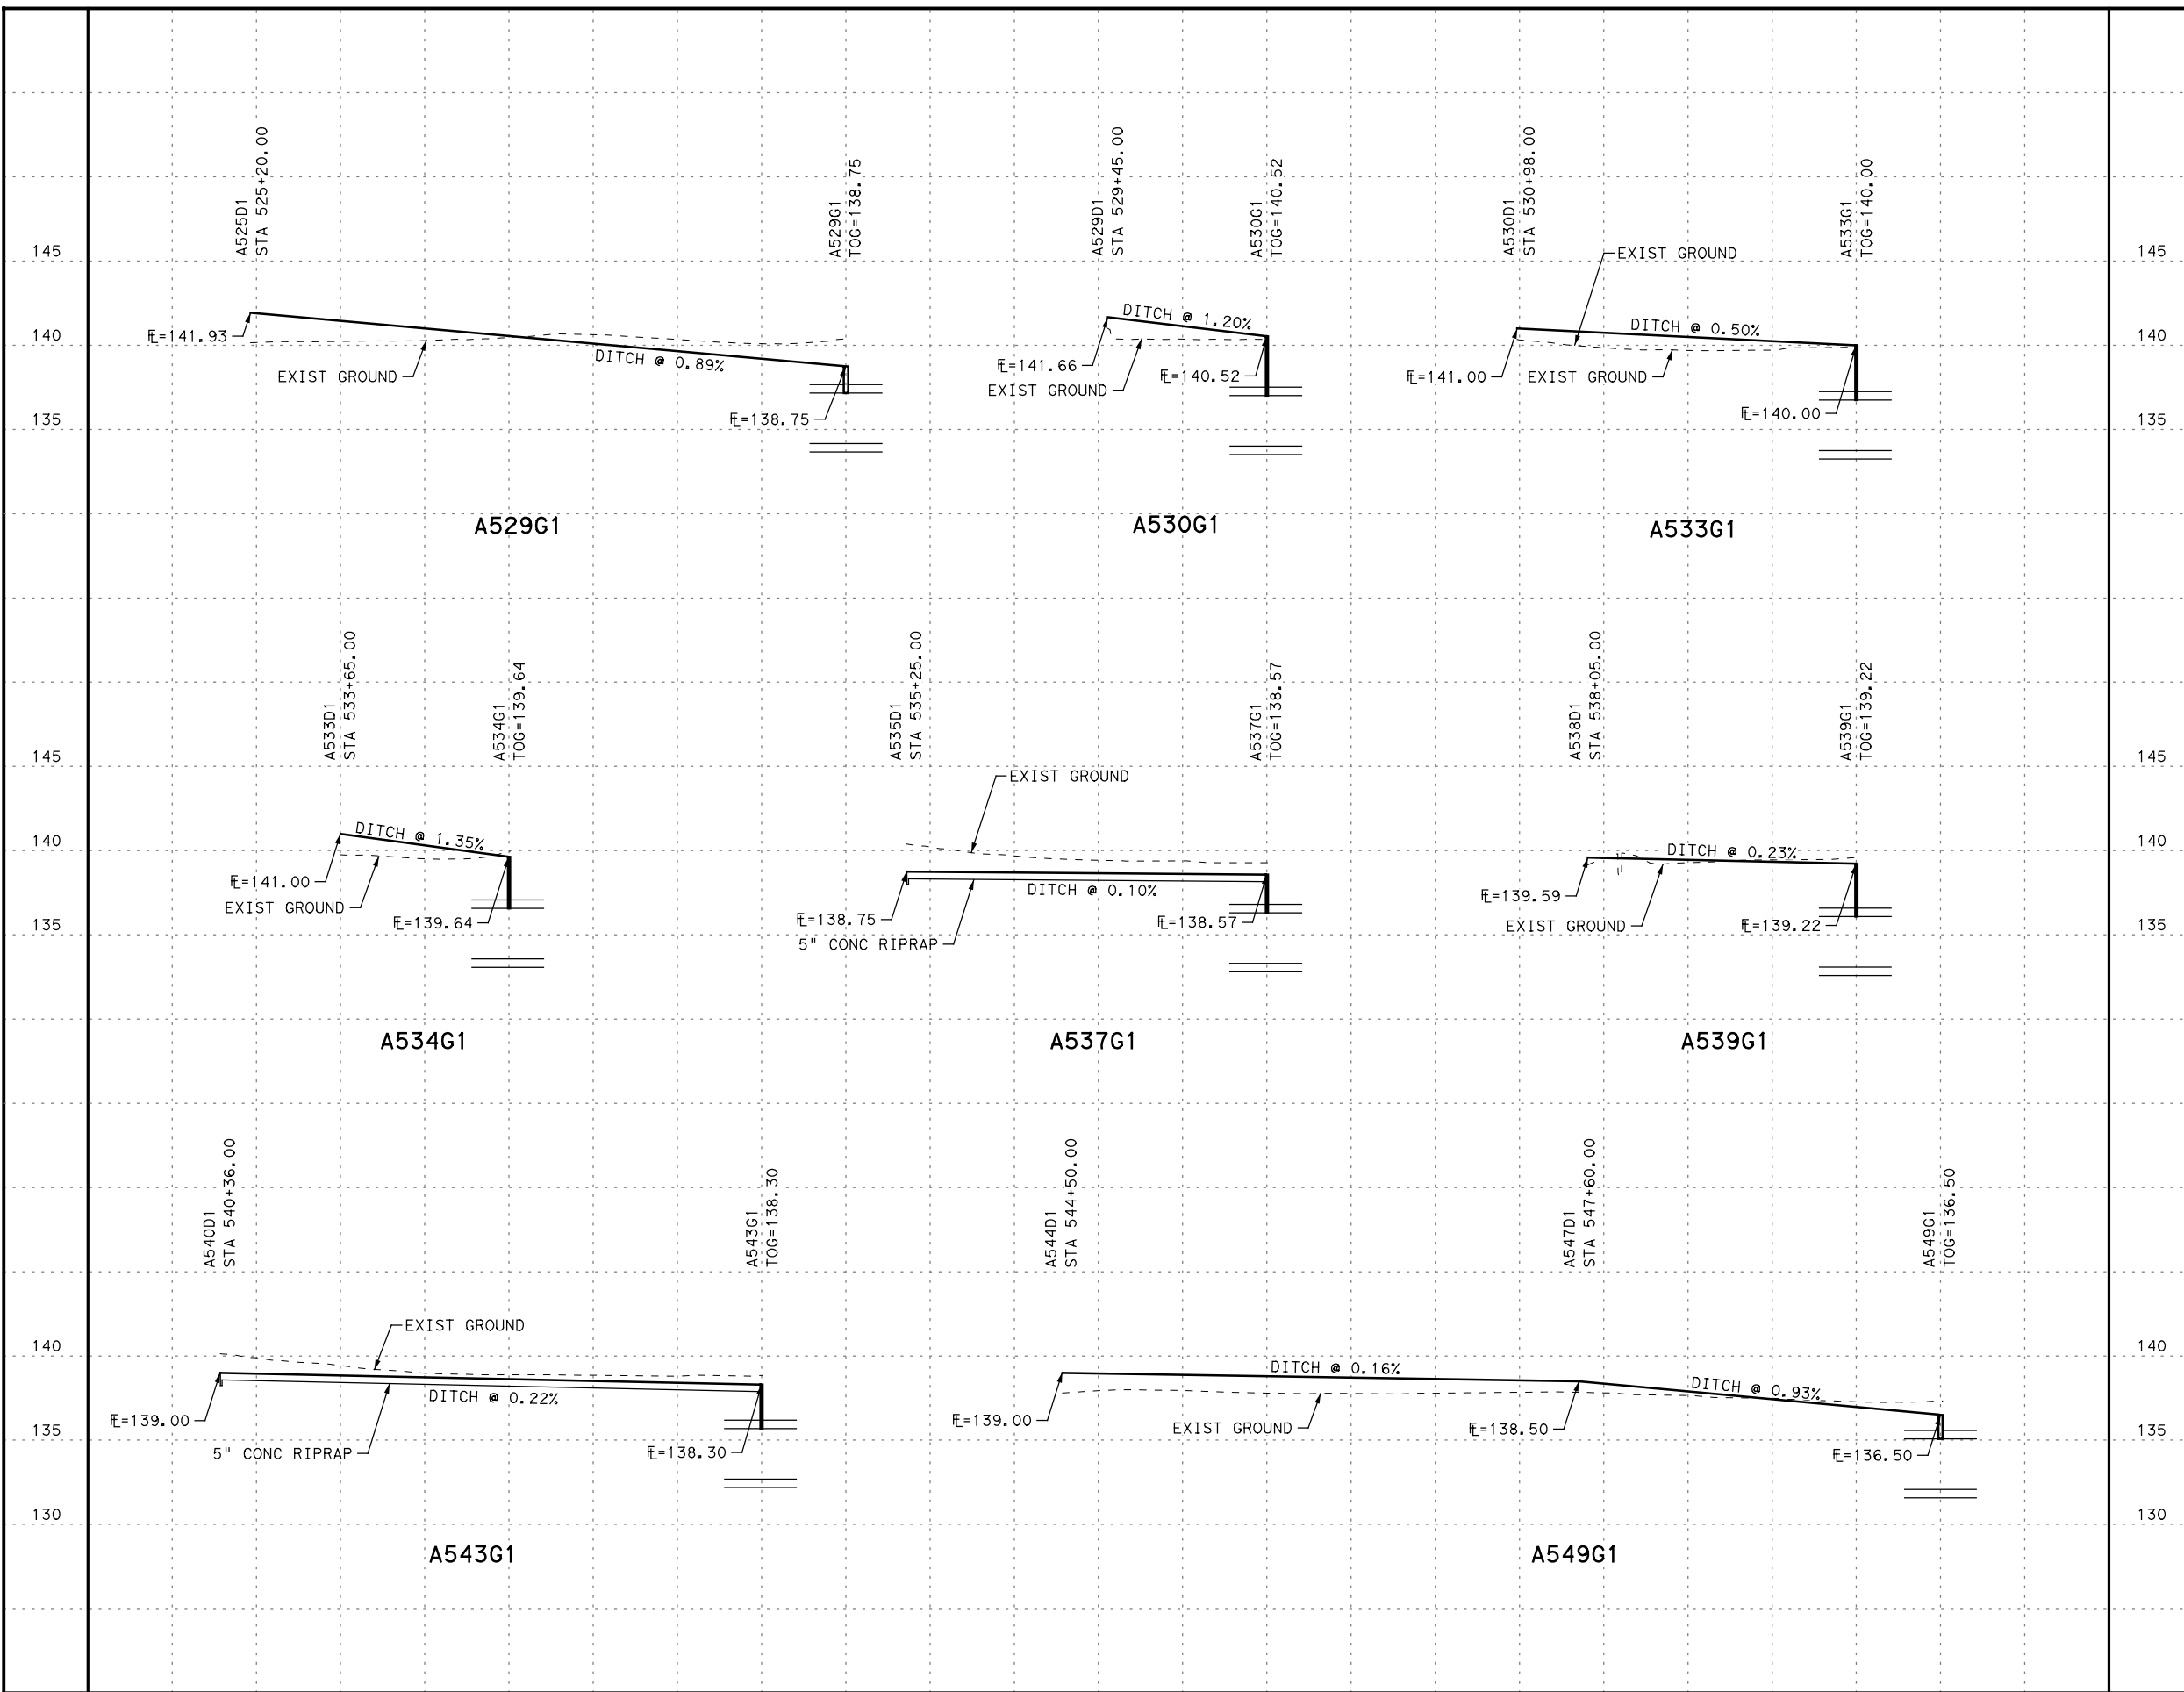 A525D1
STA 525+20.00
A529G1
TOG=138.75
A529D1
STA 529+45.00
A530G1
TOG=140.52
A530D1
STA 530+98.00
A533G1
TOG=140.00
145
EXIST GROUND
145
140
FL=141.93
EXIST GROUND
DITCH @ 0.89%
FL=138.75
DITCH @ 1.20%
FL=141.66
EXIST GROUND
FL=140.52
DITCH @ 0.50%
FL=141.00
EXIST GROUND
FL=140.00
140
135
135
A529G1
A530G1
A533G1
A533D1
STA 533+65.00
A534G1
TOG=139.64
A535D1
STA 535+25.00
A537G1
TOG=138.57
A538D1
STA 538+05.00
A539G1
TOG=139.22
145
EXIST GROUND
145
140
DITCH @ 1.35%
FL=141.00
EXIST GROUND
FL=139.64
DITCH @ 0.10%
FL=138.75
5" CONC RIPRAP
FL=138.57
DITCH @ 0.23%
FL=139.59
EXIST GROUND
FL=139.22
140
135
135
A534G1
A537G1
A539G1
A540D1
STA 540+36.00
A543G1
TOG=138.30
A544D1
STA 544+50.00
A547D1
STA 547+60.00
A549G1
TOG=136.50
140
EXIST GROUND
DITCH @ 0.22%
FL=139.00
5" CONC RIPRAP
FL=138.30
DITCH @ 0.16%
DITCH @ 0.93%
FL=139.00
EXIST GROUND
FL=138.50
FL=136.50
140
135
135
130
130
A543G1
A549G1